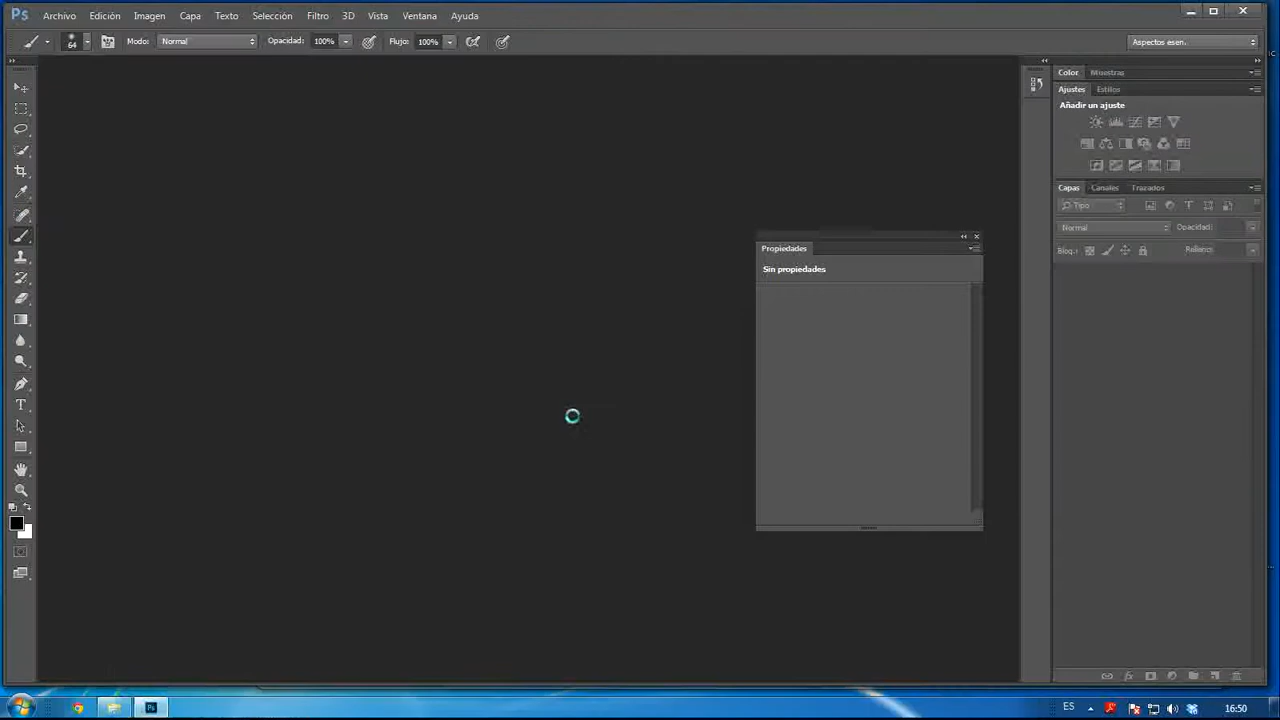 Ps Archivo Edición Imagen Capa Texto Selección Filtro 3D Vista Ventana Ayuda
64 Modo: Normal Opacidad: 100% Flujo: 100% Aspectos esen.
Color Muestras
Ajustes Estilos
Añadir un ajuste
Capas Canales Trazados
Tipo
Normal Opacidad:
Bloq.: Relleno:
Propiedades
Sin propiedades
T
Ps ES 16:50